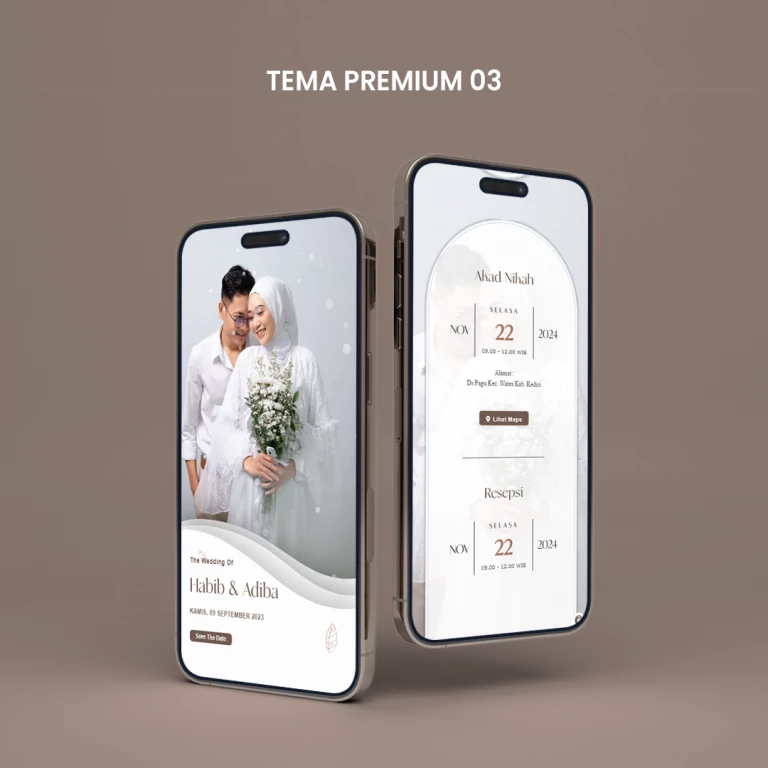 TEMA PREMIUM 03
The Wedding Of
Habib & Adiba
KAMIS, 09 SEPTEMBER 2023
Save The Date
Akad Nikah
SELASA
NOV 22 2024
09.00 - 12.00 WIB
Alamat :
Ds Pagu Kec. Wates Kab. Kediri
Lihat Maps
Resepsi
SELASA
NOV 22 2024
09.00 - 12.00 WIB